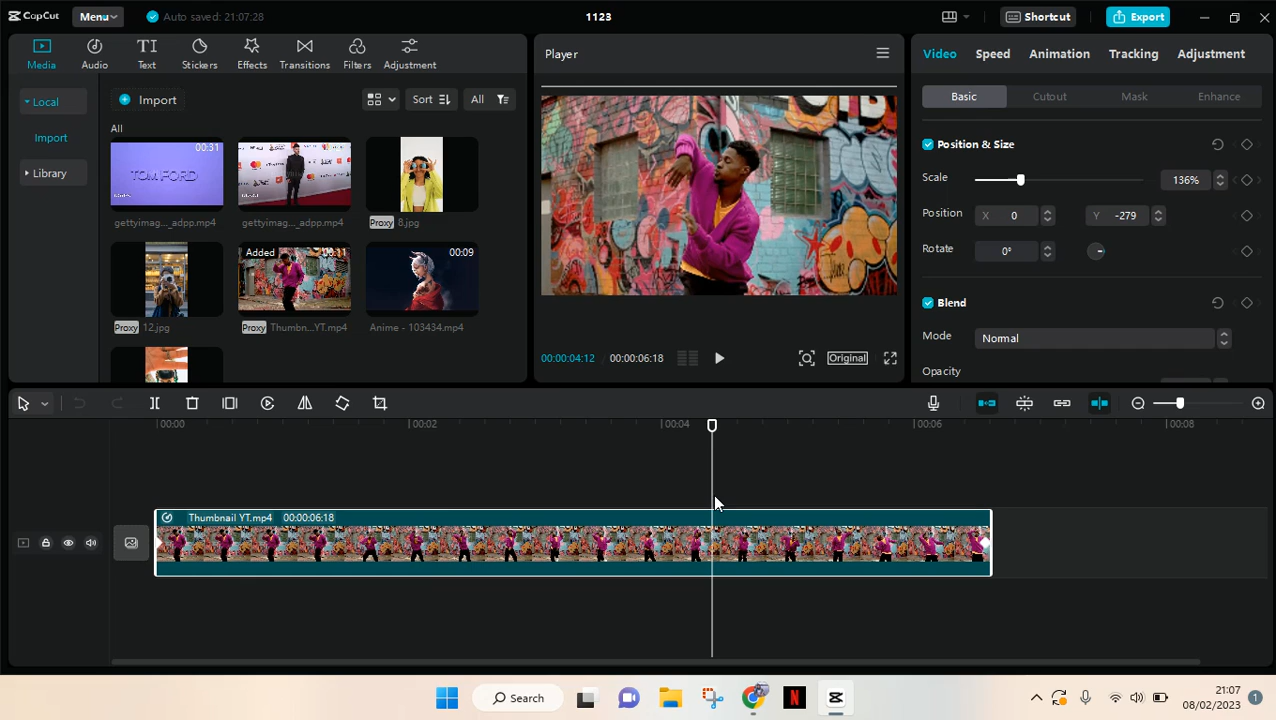 CapCut Menu Auto saved: 21:07:28 1123 Shortcut Export
Media Audio Text Stickers Effects Transitions Filters Adjustment
Player
Video Speed Animation Tracking Adjustment
Local
Import
Library
Import Sort All
All
00:31
TOM FORD
gettyimag..._adpp.mp4
gettyimag..._adpp.mp4
Proxy 8.jpg
Proxy 12.jpg
Added 00:11
Proxy Thumbn...YT.mp4
00:09
Anime - 103434.mp4
00:00:04:12 00:00:06:18 Original
Basic Cutout Mask Enhance
Position & Size
Scale 136%
Position X 0 Y -279
Rotate 0°
Blend
Mode Normal
Opacity
00:00 00:02 00:04 00:06 00:08
Thumbnail YT.mp4 00:00:06:18
Search
N
21:07
08/02/2023
1